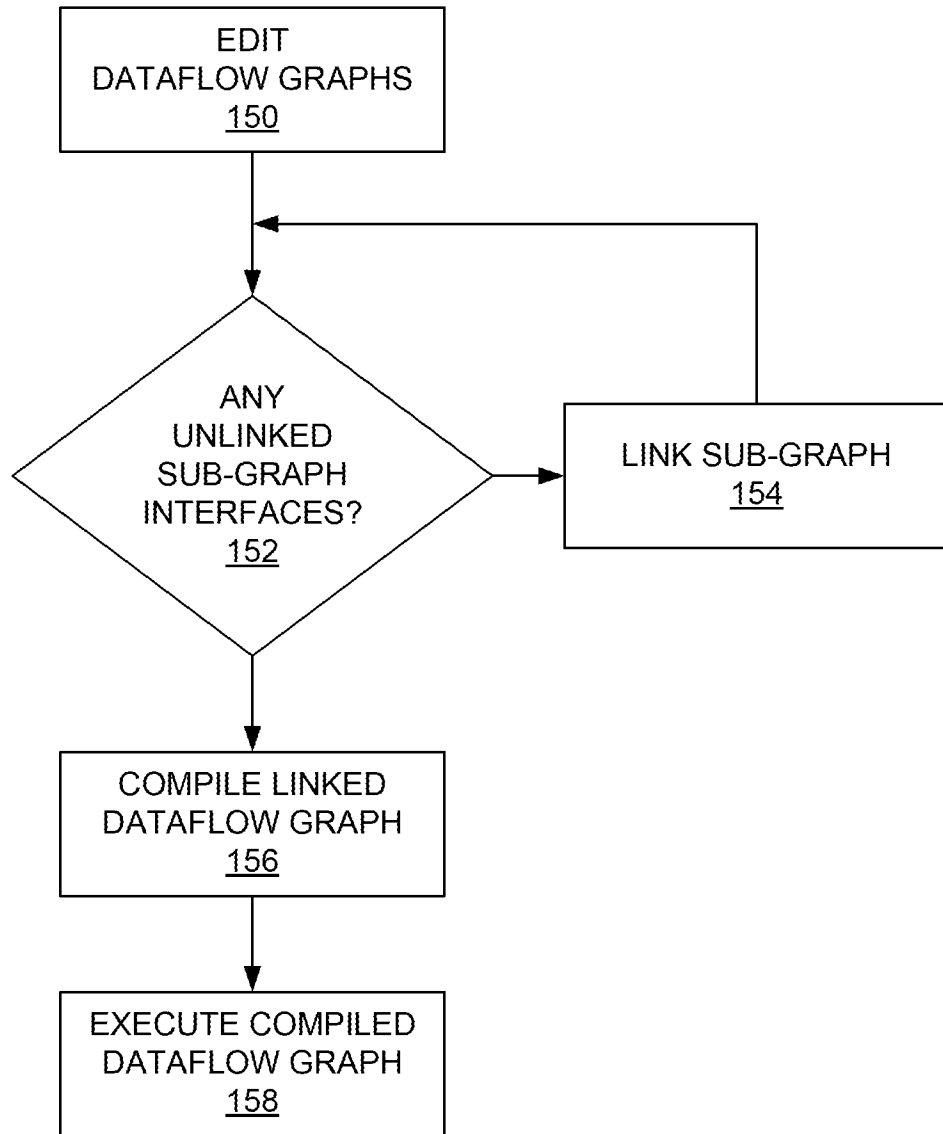 EDIT
DATAFLOW GRAPHS
150
ANY
UNLINKED
SUB-GRAPH
INTERFACES?
152
LINK SUB-GRAPH
154
COMPILE LINKED
DATAFLOW GRAPH
156
EXECUTE COMPILED
DATAFLOW GRAPH
158